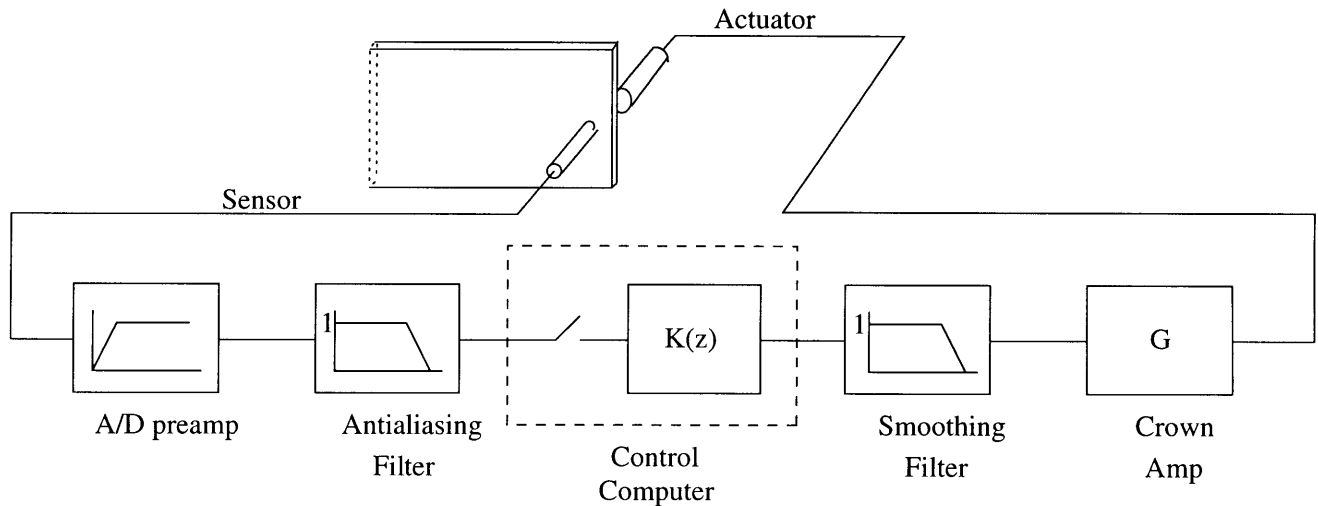 Actuator
Sensor
1
K(z)
1
G
A/D preamp
Antialiasing
Filter
Control
Computer
Smoothing
Filter
Crown
Amp